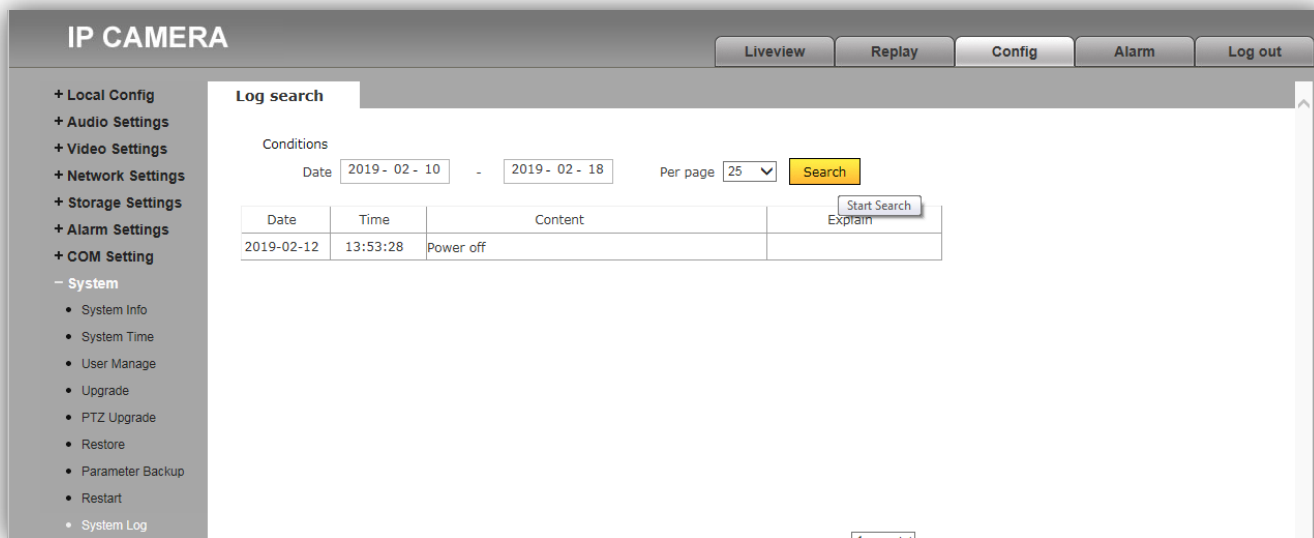 IP CAMERA
Liveview Replay Config Alarm Log out
+ Local Config
+ Audio Settings
+ Video Settings
+ Network Settings
+ Storage Settings
+ Alarm Settings
+ COM Setting
− System
• System Info
• System Time
• User Manage
• Upgrade
• PTZ Upgrade
• Restore
• Parameter Backup
• Restart
• System Log
Log search
Conditions
Date 2019 - 02 - 10 - 2019 - 02 - 18 Per page 25 Search
Start Search
Date Time Content Explain
2019-02-12 13:53:28 Power off